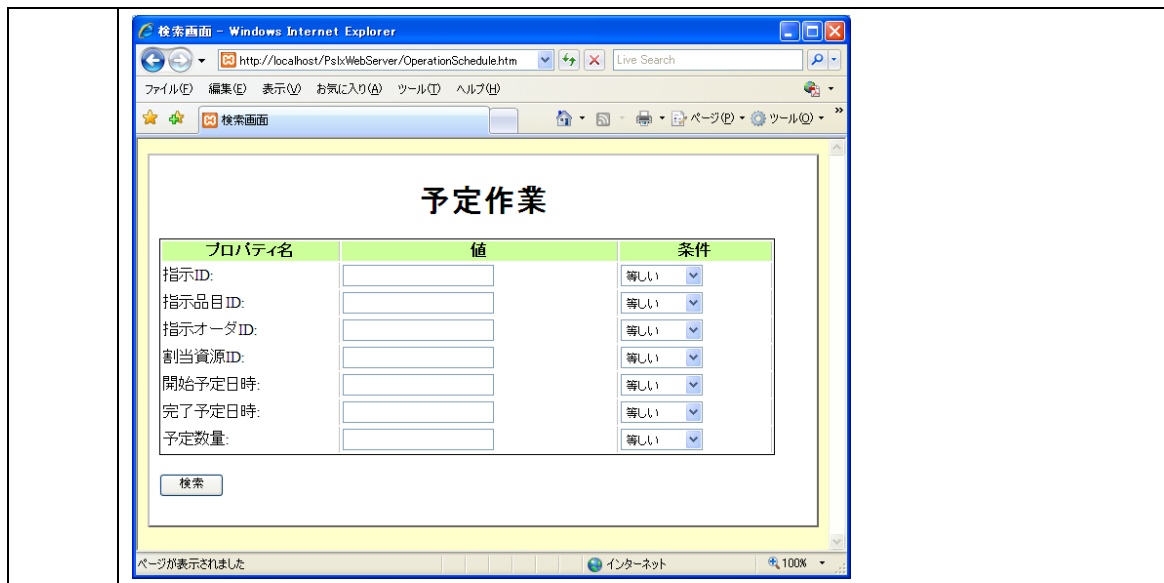 検索画面 - Windows Internet Explorer
http://localhost/PslxWebServer/OperationSchedule.htm
Live Search
ファイル(F) 編集(E) 表示(V) お気に入り(A) ツール(T) ヘルプ(H)
検索画面
ページ(P) ツール(O)
予定作業
プロパティ名 値 条件
指示ID: 等しい
指示品目ID: 等しい
指示オーダID: 等しい
割当資源ID: 等しい
開始予定日時: 等しい
完了予定日時: 等しい
予定数量: 等しい
検索
ページが表示されました インターネット 100%